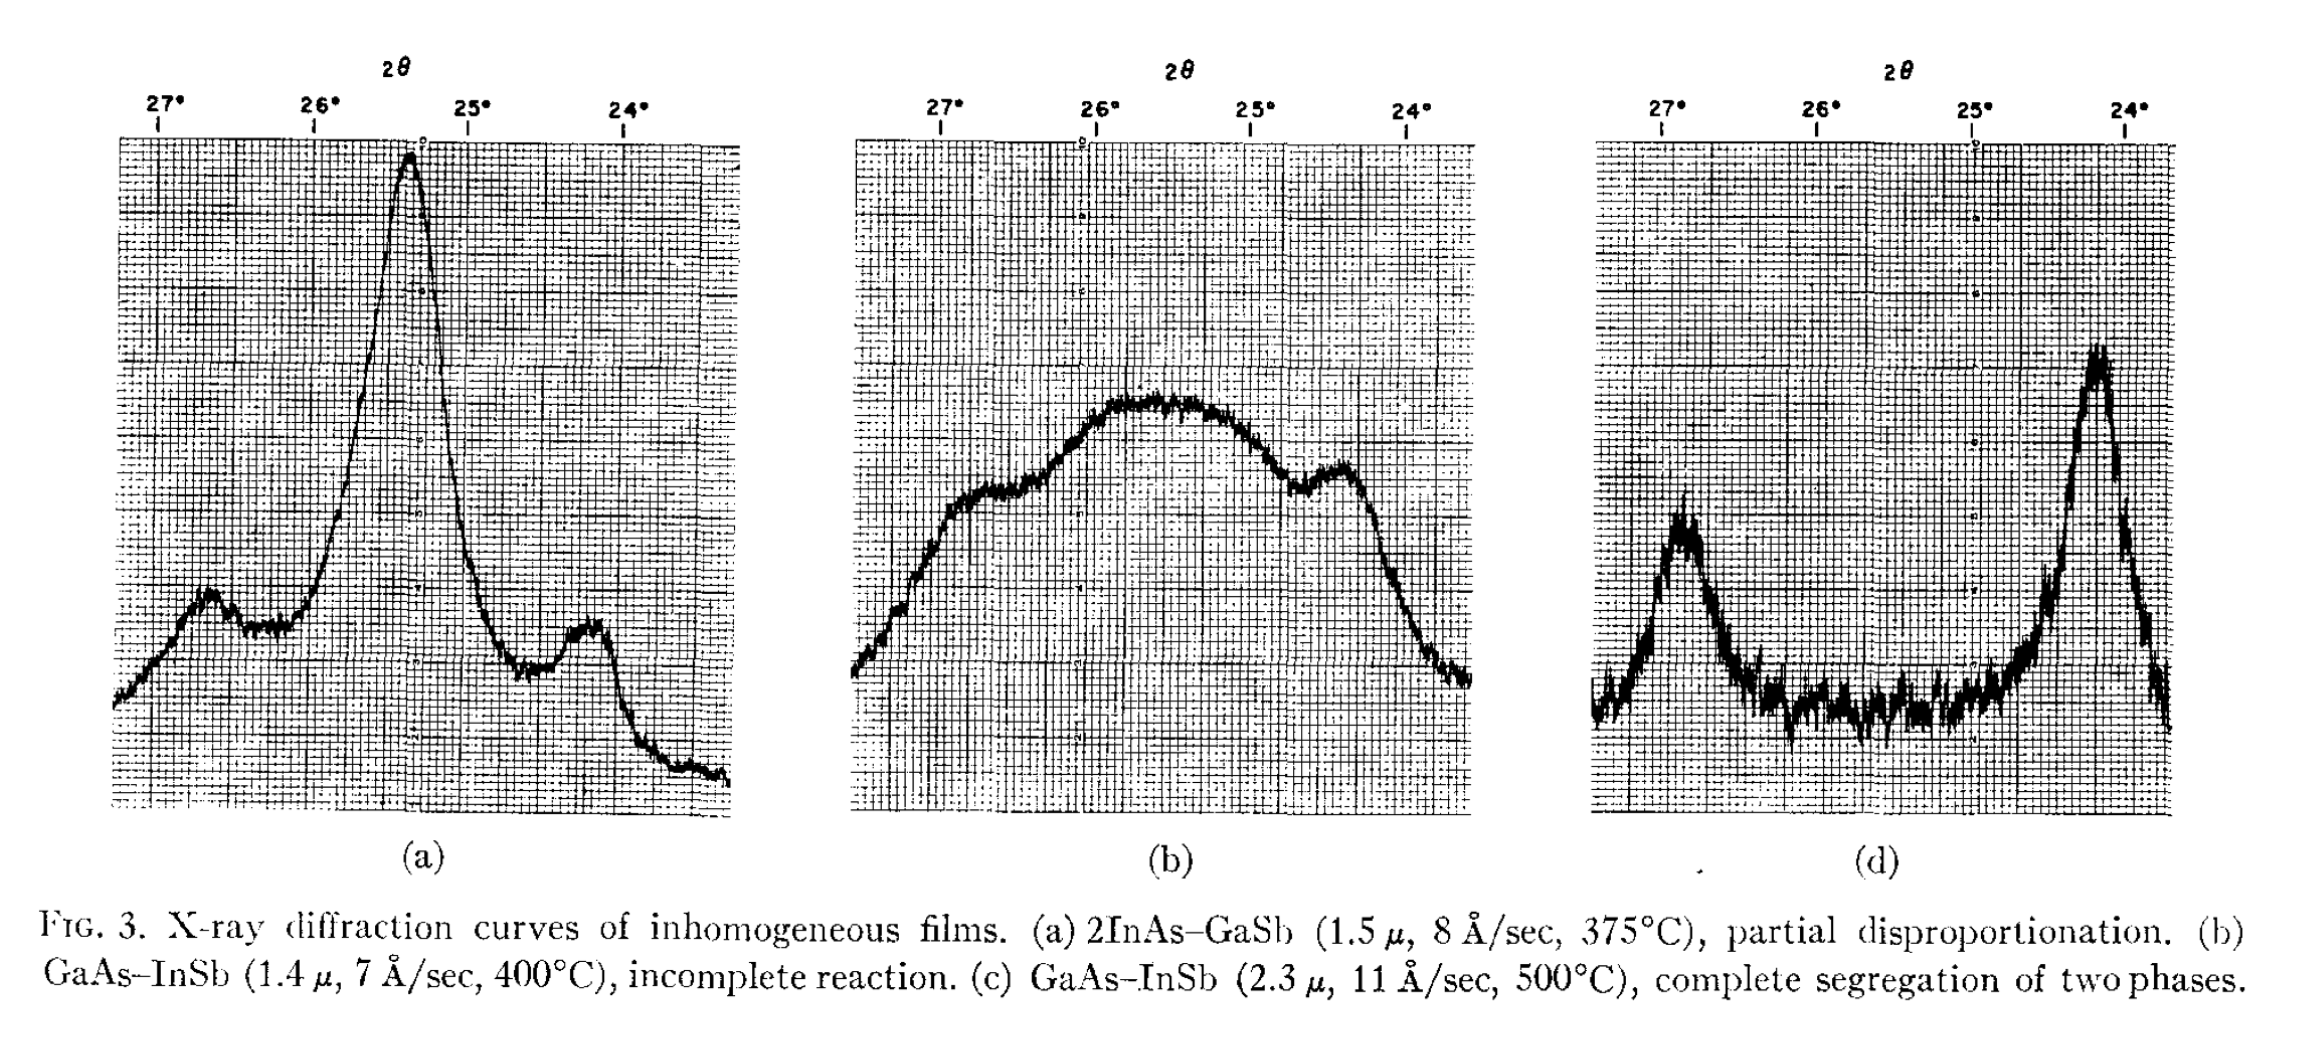 2θ
27° 26° 25° 24°
2θ
27° 26° 25° 24°
2θ
27° 26° 25° 24°
(a)
(b)
(d)
FIG. 3. X-ray diffraction curves of inhomogeneous films. (a) 2InAs–GaSb (1.5 μ, 8 Å/sec, 375°C), partial disproportionation. (b)
GaAs–InSb (1.4 μ, 7 Å/sec, 400°C), incomplete reaction. (c) GaAs–InSb (2.3 μ, 11 Å/sec, 500°C), complete segregation of two phases.